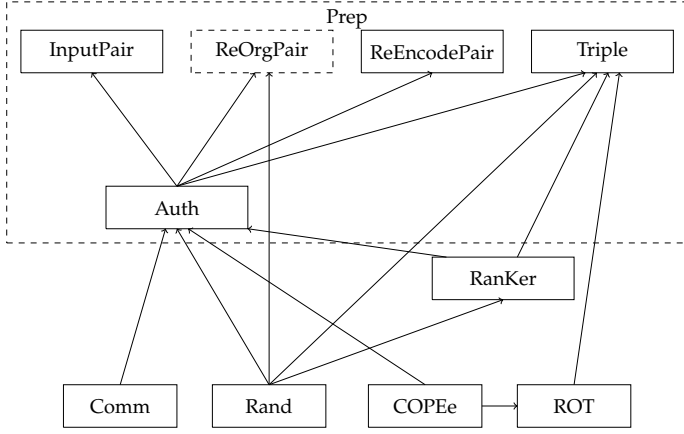 Prep
InputPair
ReOrgPair
ReEncodePair
Triple
Auth
RanKer
Comm
Rand
COPEe
ROT